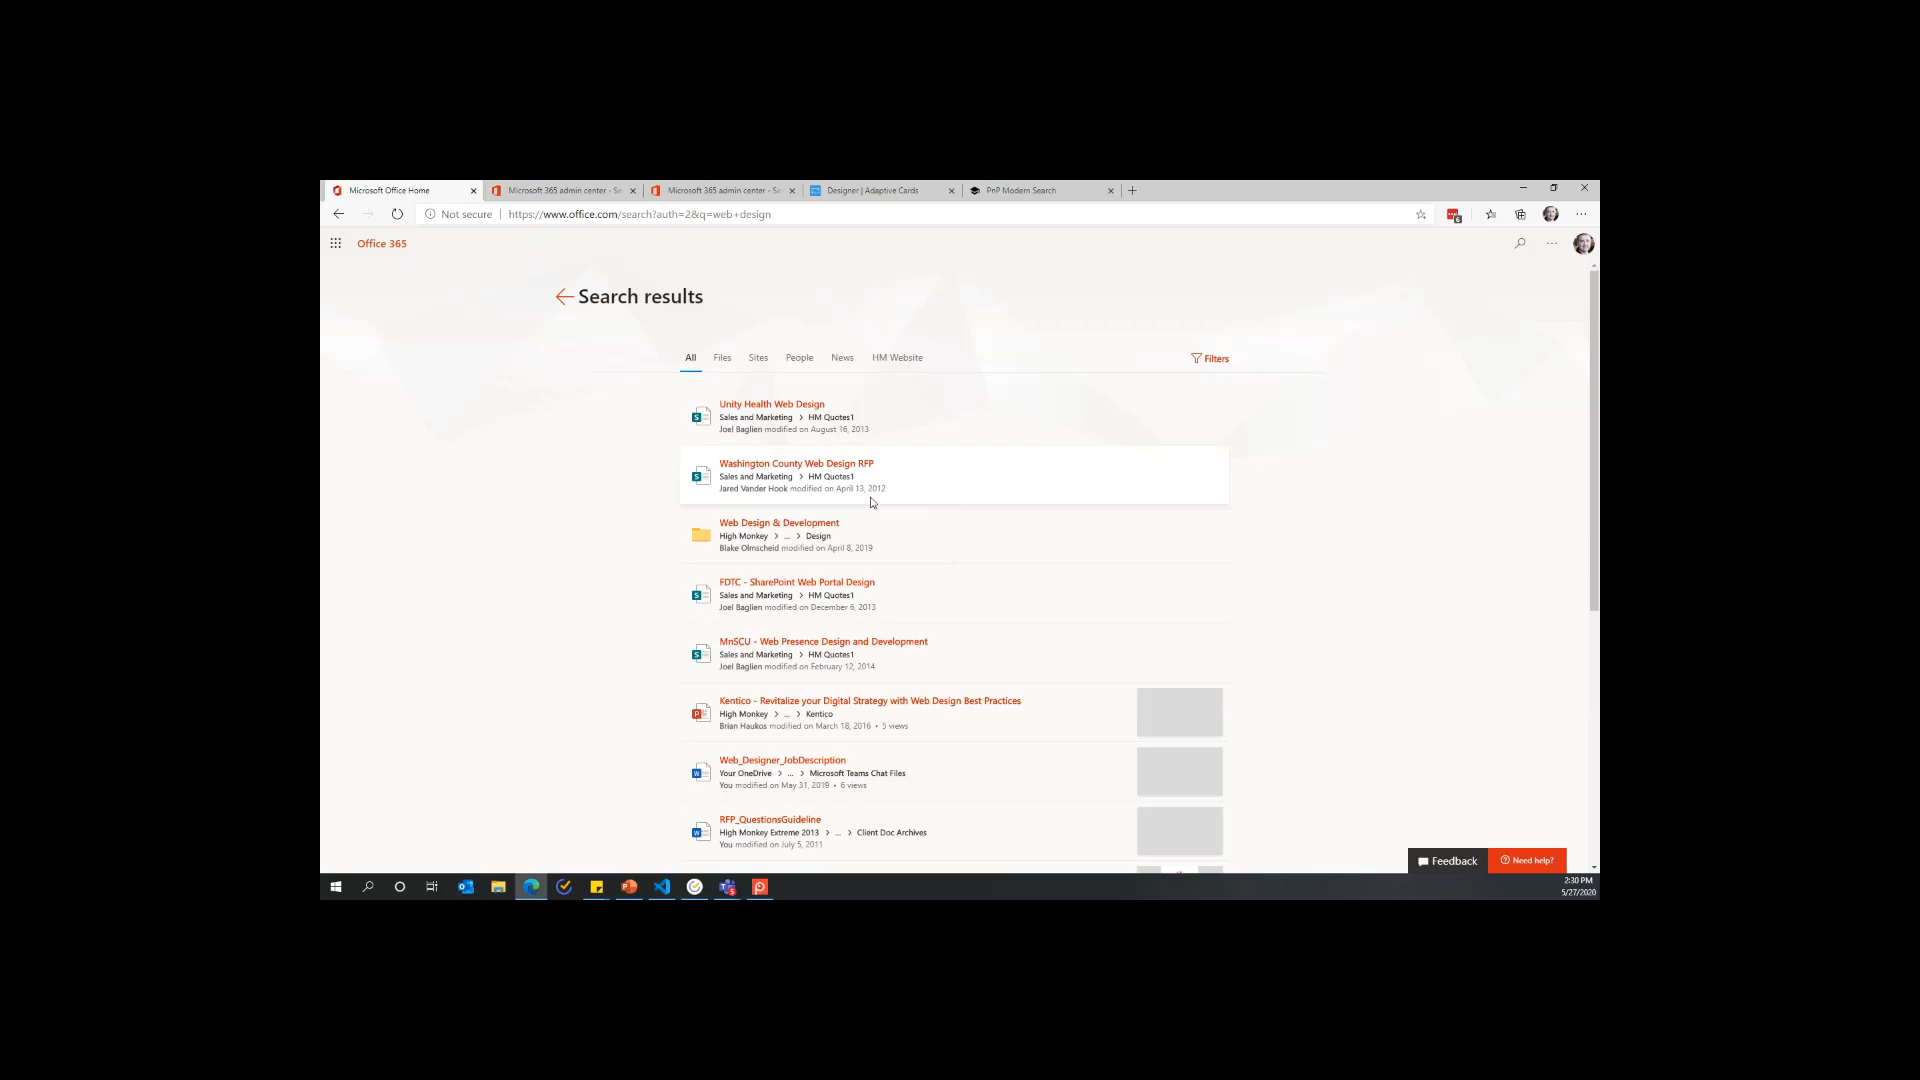 Microsoft Office Home
Microsoft 365 admin center - Se
Microsoft 365 admin center - Se
Designer | Adaptive Cards
PnP Modern Search
Not secure
https://www.office.com/search?auth=2&q=web+design
Office 365
Search results
All Files Sites People News HM Website
Filters
Unity Health Web Design
Sales and Marketing > HM Quotes1
Joel Baglien modified on August 16, 2013
Washington County Web Design RFP
Sales and Marketing > HM Quotes1
Jared Vander Hook modified on April 13, 2012
Web Design & Development
High Monkey > ... > Design
Blake Olmscheid modified on April 8, 2019
FDTC - SharePoint Web Portal Design
Sales and Marketing > HM Quotes1
Joel Baglien modified on December 6, 2013
MnSCU - Web Presence Design and Development
Sales and Marketing > HM Quotes1
Joel Baglien modified on February 12, 2014
Kentico - Revitalize your Digital Strategy with Web Design Best Practices
High Monkey > ... > Kentico
Brian Haukos modified on March 18, 2016 • 5 views
Web_Designer_JobDescription
Your OneDrive > ... > Microsoft Teams Chat Files
You modified on May 31, 2019 • 6 views
RFP_QuestionsGuideline
High Monkey Extreme 2013 > ... > Client Doc Archives
You modified on July 5, 2011
Feedback
Need help?
2:30 PM
5/27/2020